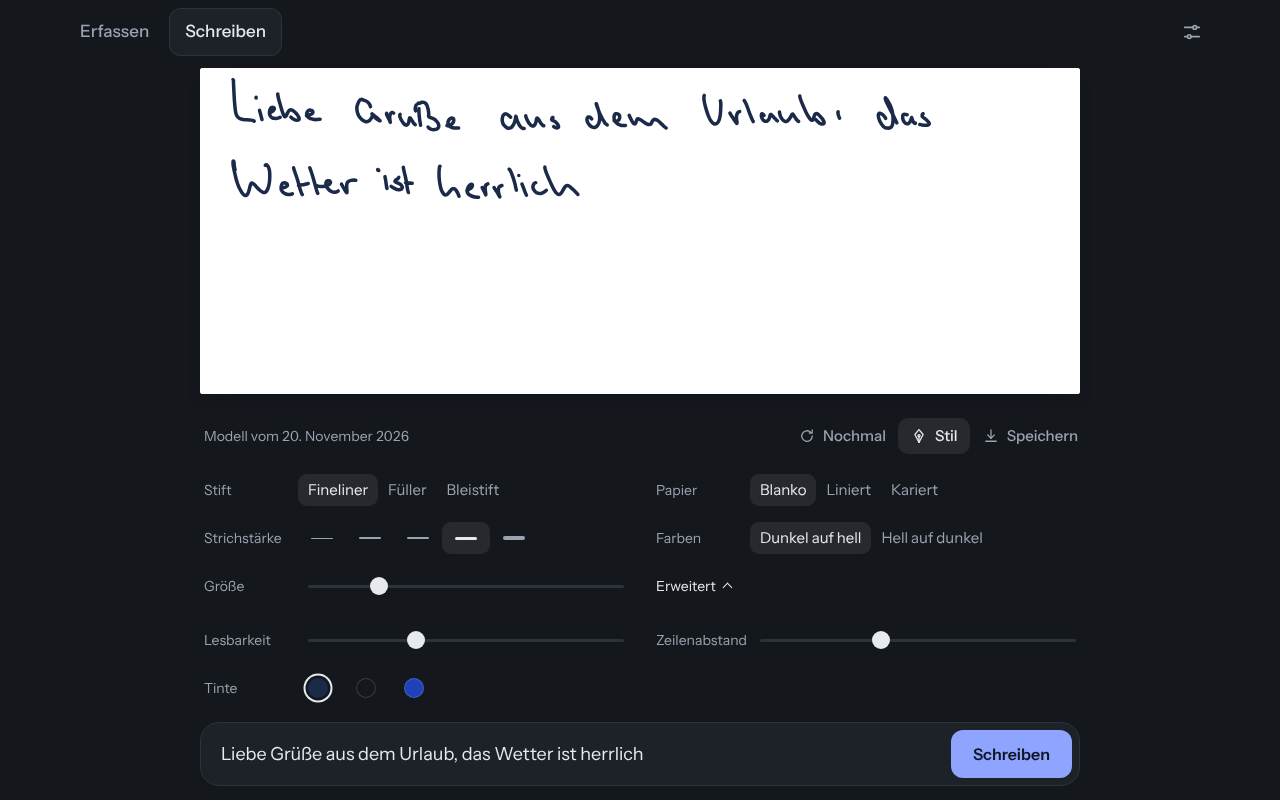 Erfassen Schreiben
Liebe Gruße aus dem Urlaub, das
Wetter ist herrlich
Modell vom 20. November 2026 Nochmal Stil Speichern
Stift Fineliner Füller Bleistift Papier Blanko Liniert Kariert
Strichstärke Farben Dunkel auf hell Hell auf dunkel
Größe Erweitert
Lesbarkeit Zeilenabstand
Tinte
Liebe Grüße aus dem Urlaub, das Wetter ist herrlich Schreiben